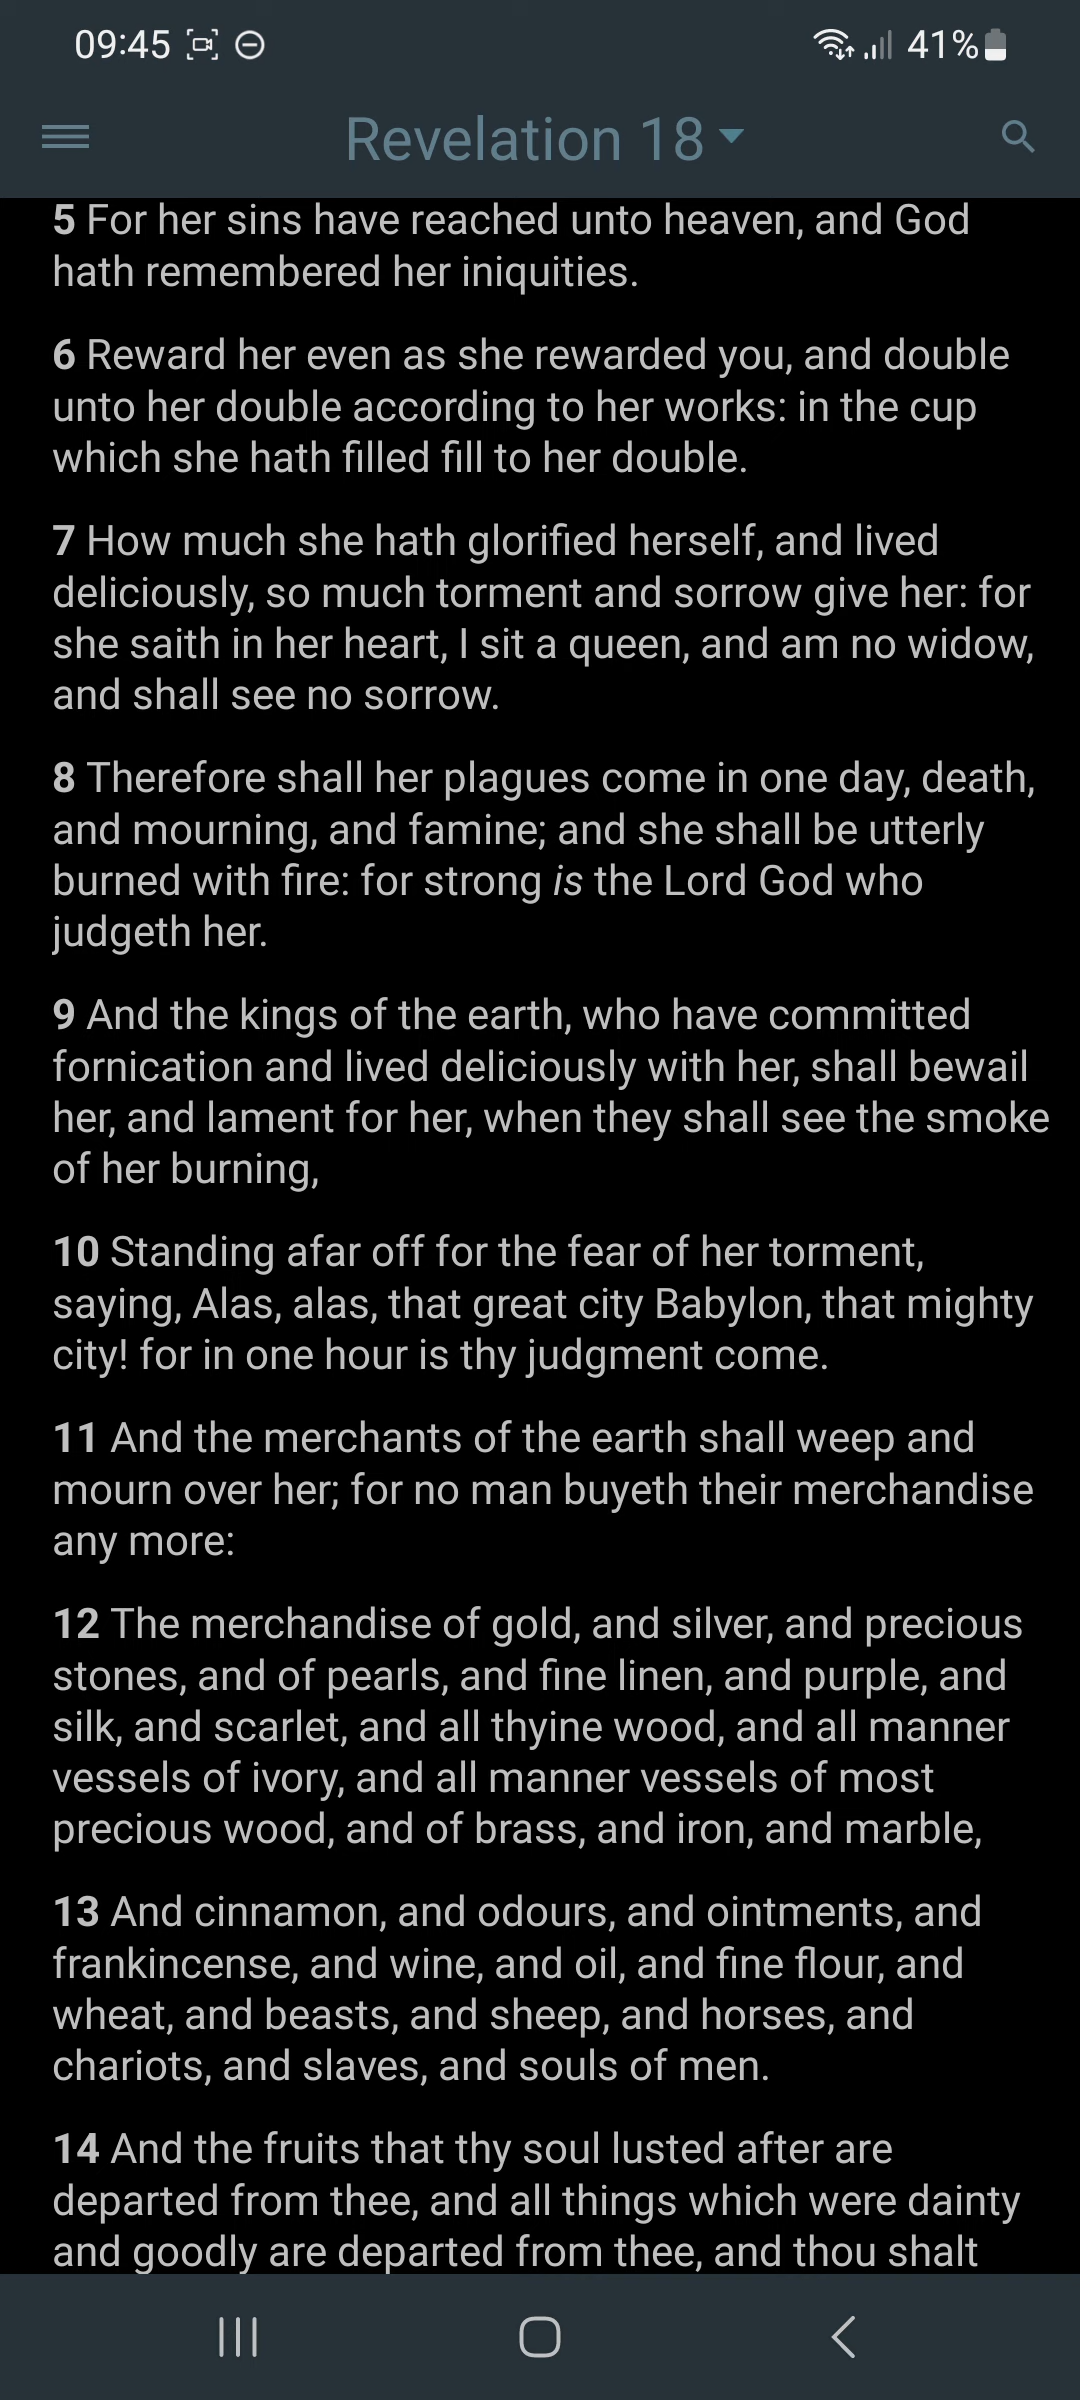 09:45
41%
Revelation 18
5 For her sins have reached unto heaven, and God
hath remembered her iniquities.
6 Reward her even as she rewarded you, and double
unto her double according to her works: in the cup
which she hath filled fill to her double.
7 How much she hath glorified herself, and lived
deliciously, so much torment and sorrow give her: for
she saith in her heart, I sit a queen, and am no widow,
and shall see no sorrow.
8 Therefore shall her plagues come in one day, death,
and mourning, and famine; and she shall be utterly
burned with fire: for strong is the Lord God who
judgeth her.
9 And the kings of the earth, who have committed
fornication and lived deliciously with her, shall bewail
her, and lament for her, when they shall see the smoke
of her burning,
10 Standing afar off for the fear of her torment,
saying, Alas, alas, that great city Babylon, that mighty
city! for in one hour is thy judgment come.
11 And the merchants of the earth shall weep and
mourn over her; for no man buyeth their merchandise
any more:
12 The merchandise of gold, and silver, and precious
stones, and of pearls, and fine linen, and purple, and
silk, and scarlet, and all thyine wood, and all manner
vessels of ivory, and all manner vessels of most
precious wood, and of brass, and iron, and marble,
13 And cinnamon, and odours, and ointments, and
frankincense, and wine, and oil, and fine flour, and
wheat, and beasts, and sheep, and horses, and
chariots, and slaves, and souls of men.
14 And the fruits that thy soul lusted after are
departed from thee, and all things which were dainty
and goodly are departed from thee, and thou shalt